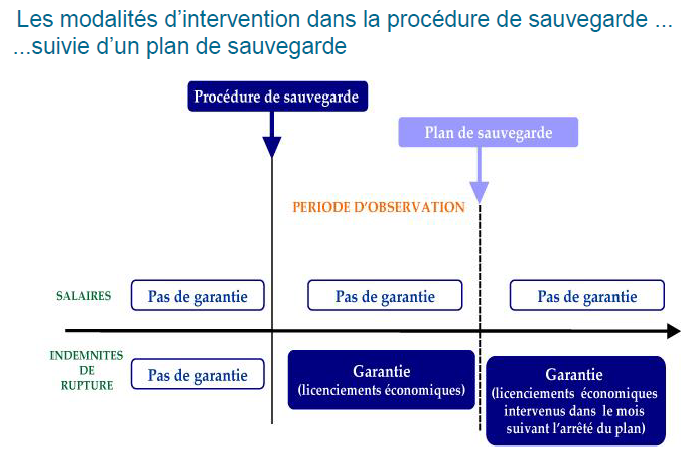 Les modalités d’intervention dans la procédure de sauvegarde ...
...suivie d’un plan de sauvegarde
Procédure de sauvegarde
Plan de sauvegarde
PERIODE D’OBSERVATION
SALAIRES
Pas de garantie
Pas de garantie
Pas de garantie
INDEMNITES
DE
RUPTURE
Pas de garantie
Garantie
(licenciements économiques)
Garantie
(licenciements économiques
intervenus dans le mois
suivant l’arrêté du plan)